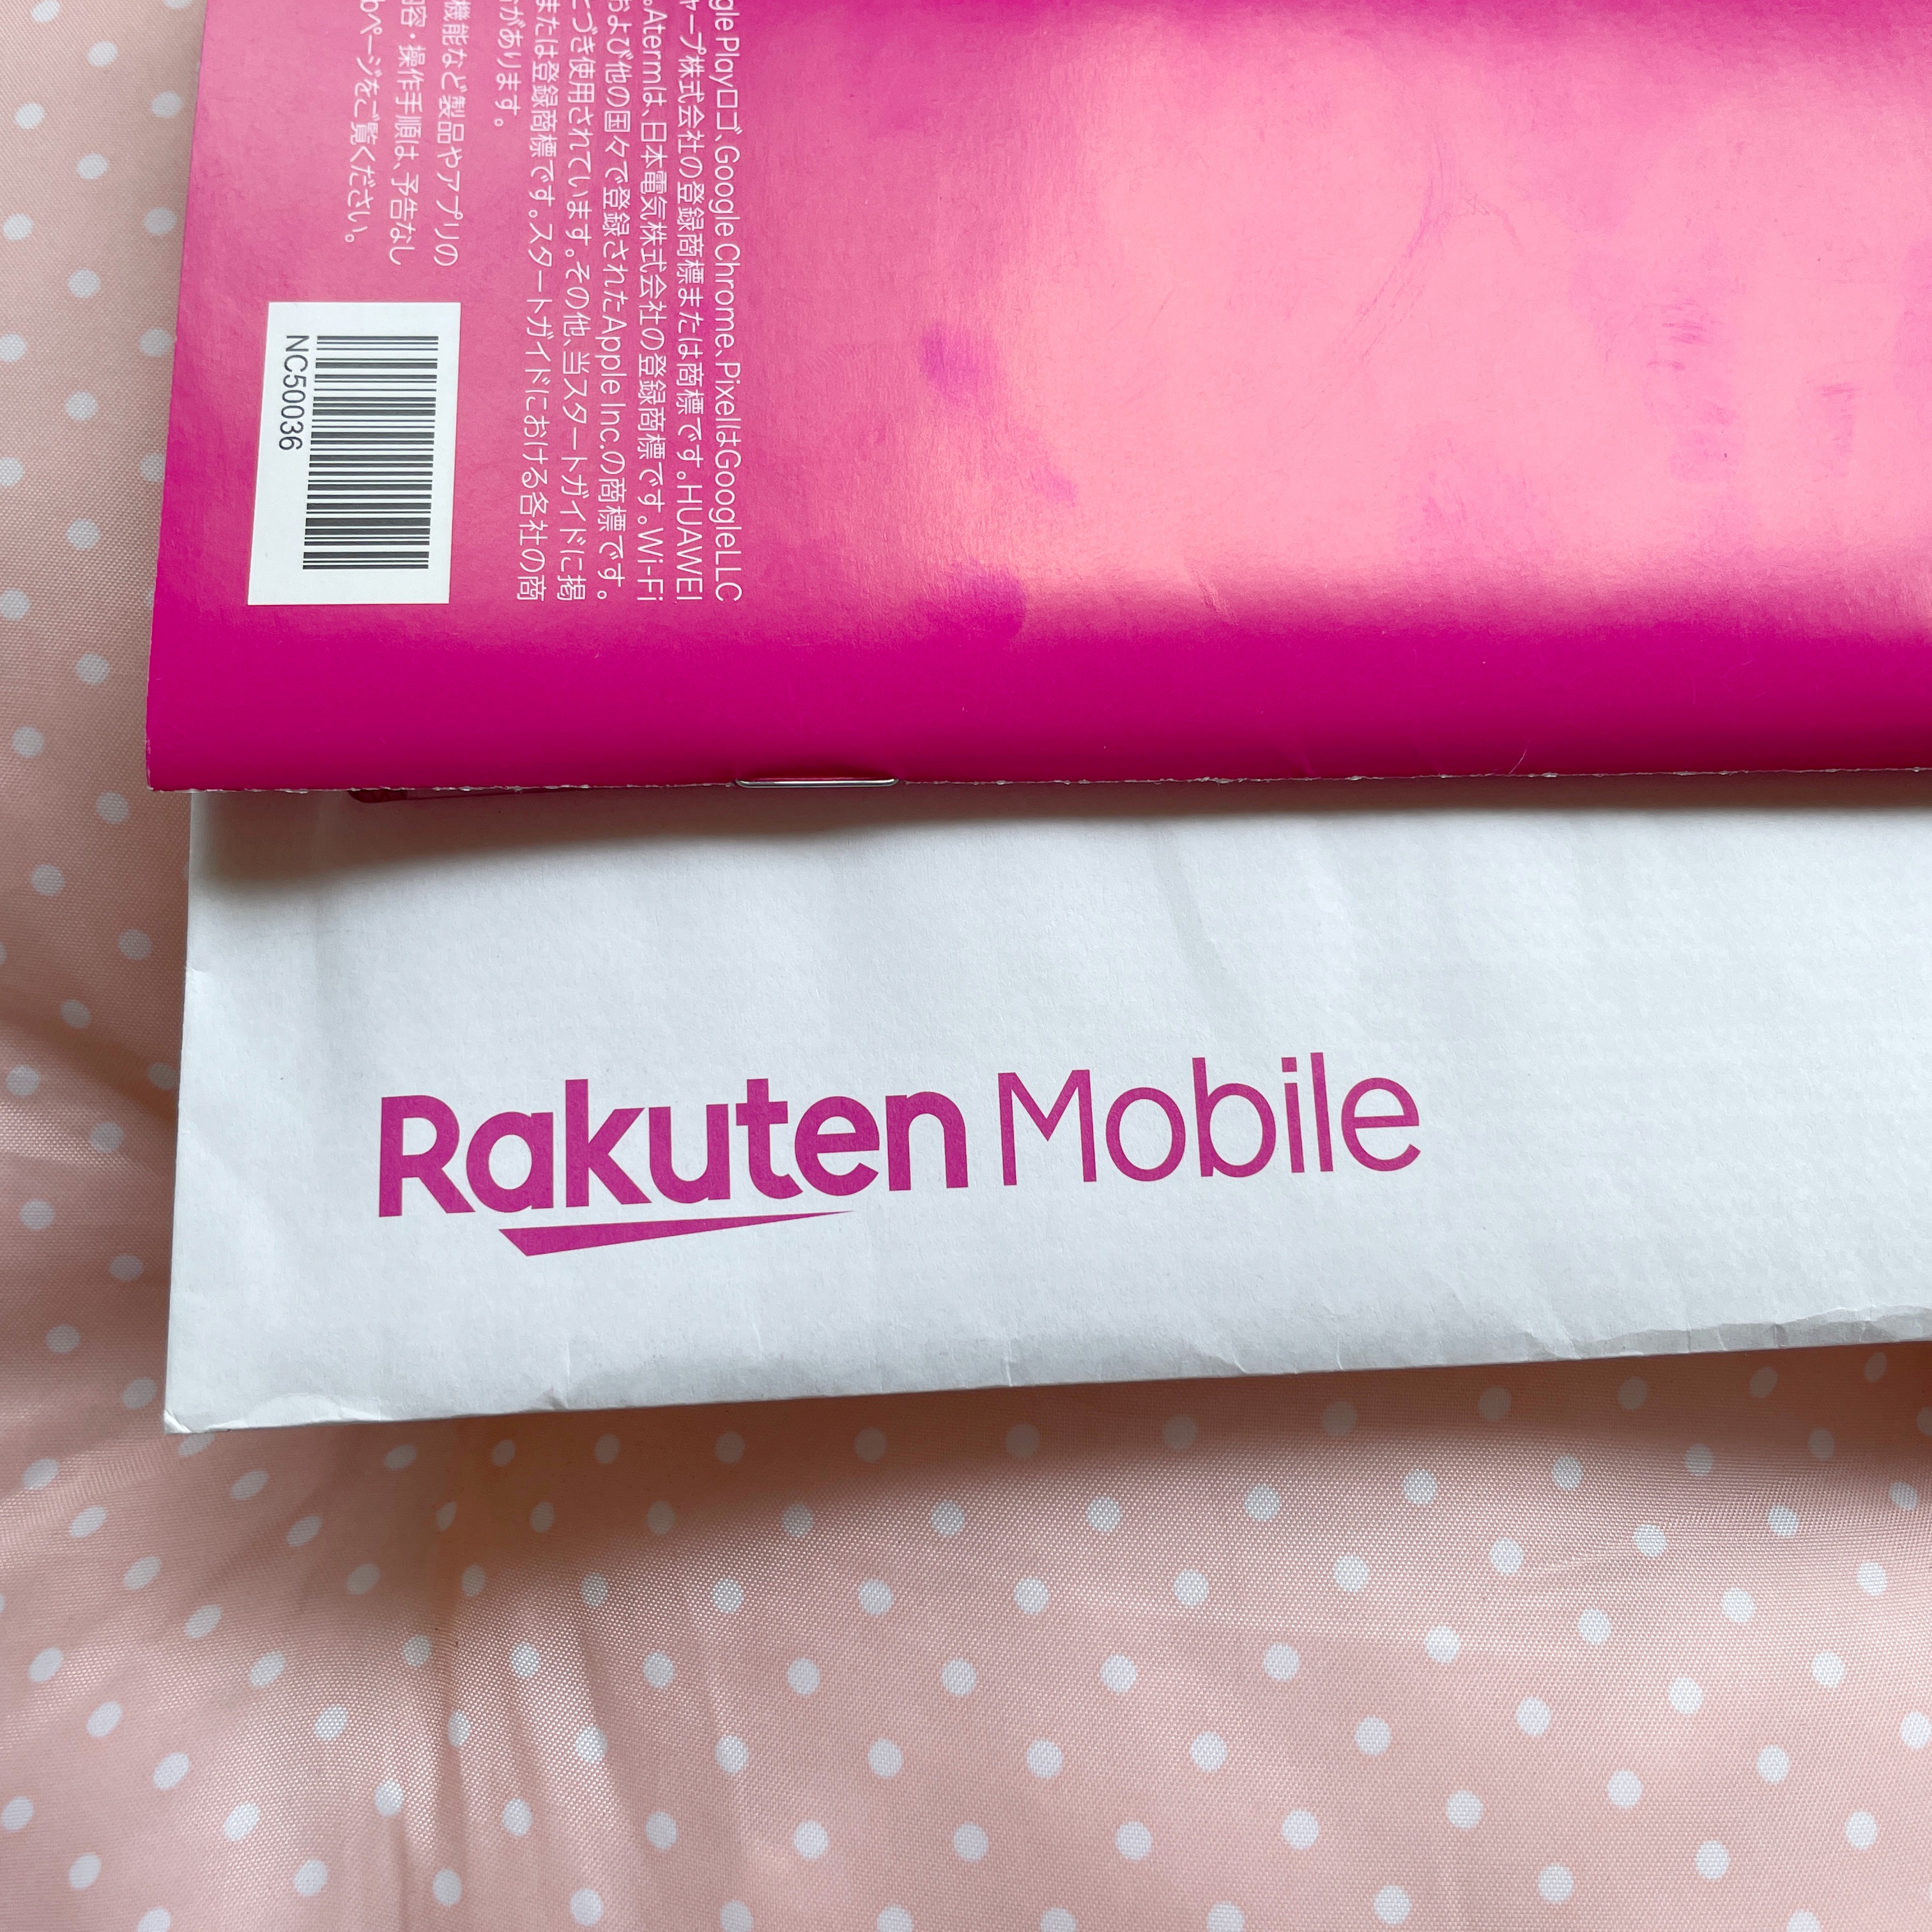 gle Playロゴ、Google Chrome、PixelはGoogleLLC
ャープ株式会社の登録商標または商標です。HUAWEI
。Atermは、日本電気株式会社の登録商標です。Wi-Fi
および他の国々で登録されたApple Inc.の商標です。
とづき使用されています。その他、当スタートガイドに掲
または登録商標です。スタートガイドにおける各社の商
があります。
機能など製品やアプリの
内容・操作手順は、予告なし
bページをご覧ください。
NC50036
Rakuten Mobile